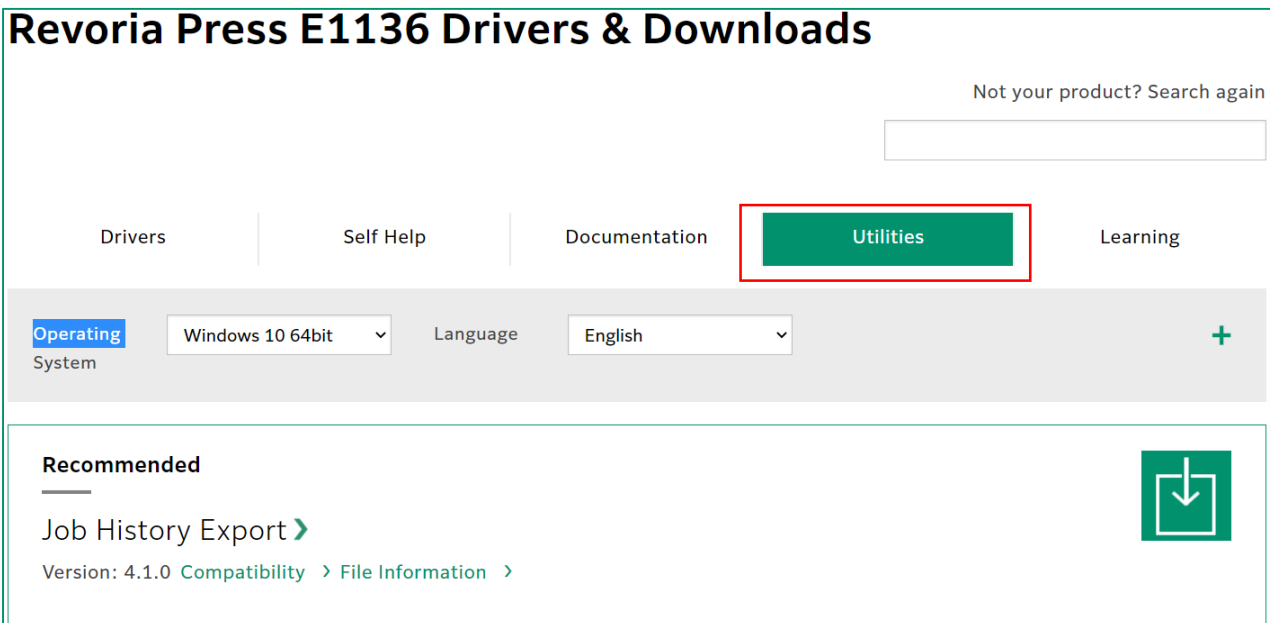 Revoria Press E1136 Drivers & Downloads
Not your product? Search again
Drivers Self Help Documentation Utilities Learning
Operating System Windows 10 64bit Language English +
Recommended
Job History Export
Version: 4.1.0 Compatibility File Information